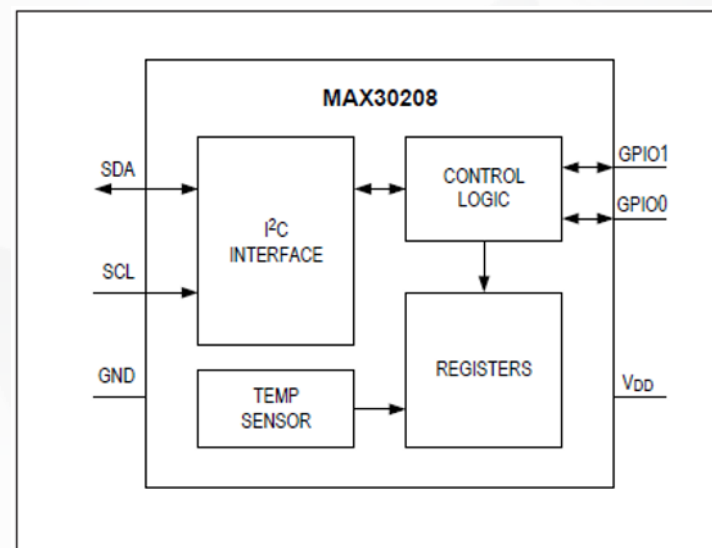 MAX30208
SDA
SCL
GND
I²C
INTERFACE
TEMP
SENSOR
CONTROL
LOGIC
REGISTERS
GPIO1
GPIO0
VDD